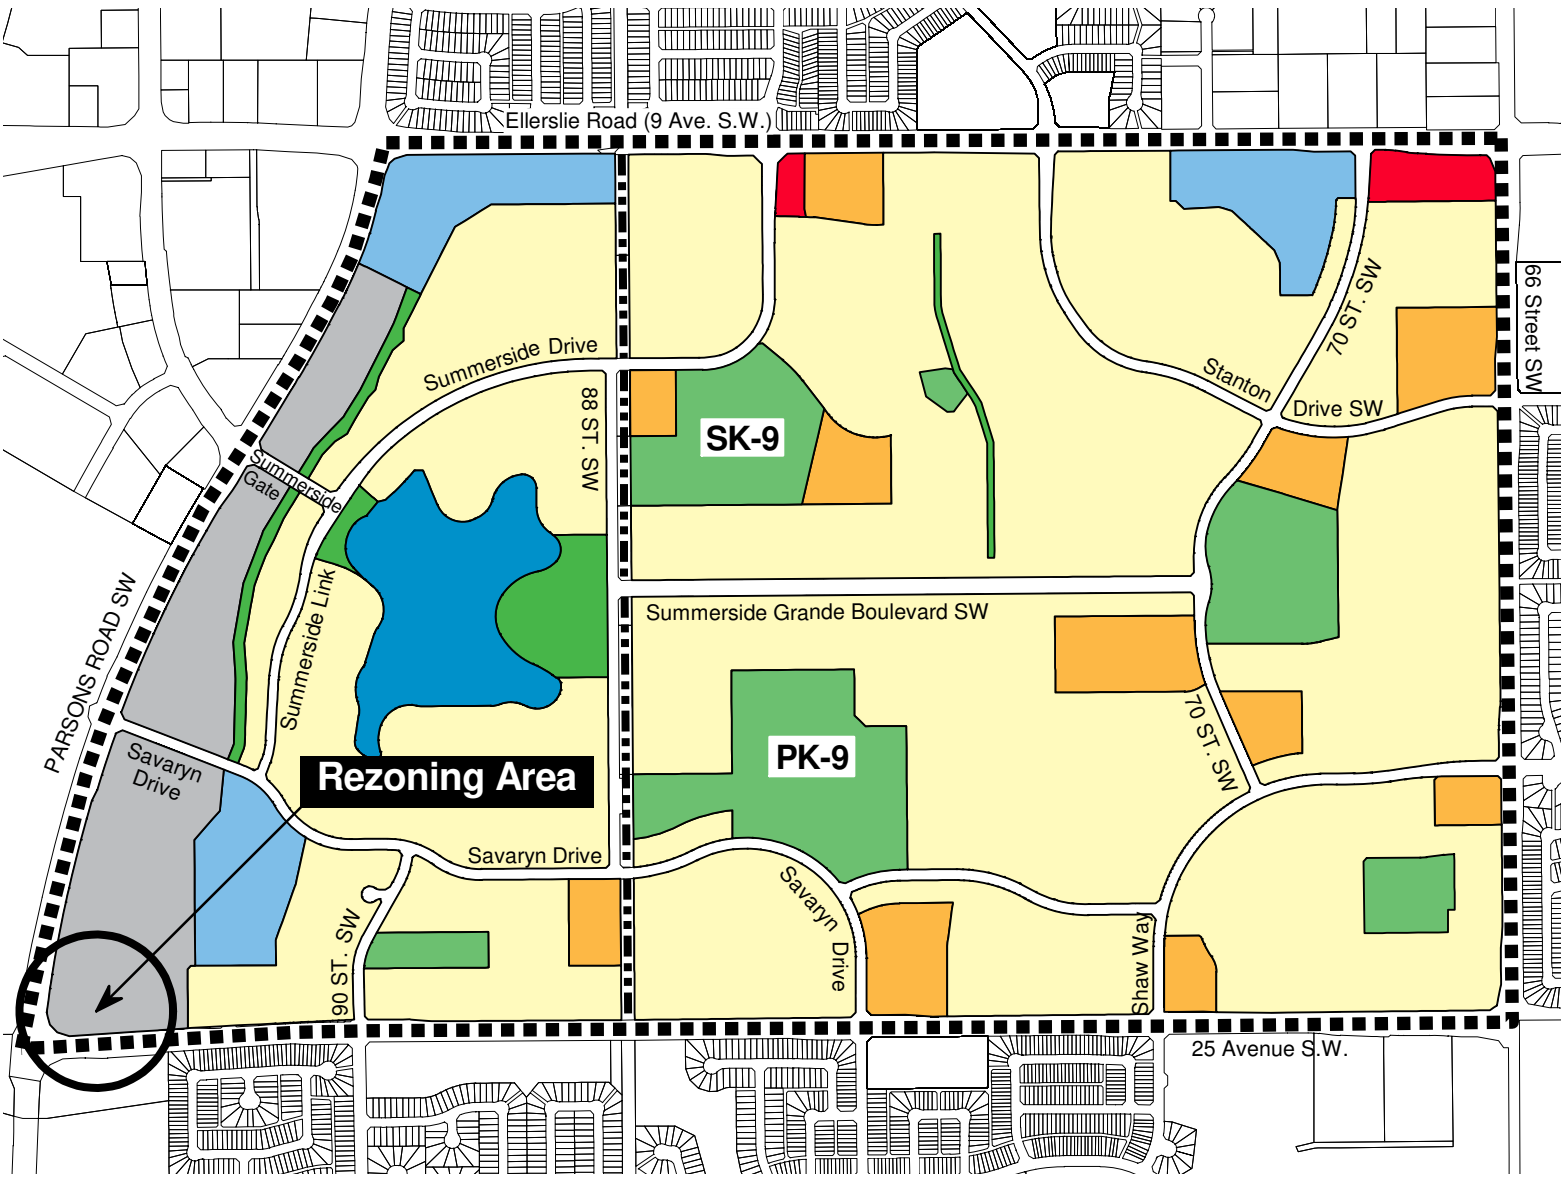 Ellerslie Road (9 Ave. S.W.)
66 Street SW
70 ST. SW
Summerside Drive
Stanton
Drive SW
88 ST. SW
SK-9
Summerside
Gate
Summerside Link
Summerside Grande Boulevard SW
PARSONS ROAD SW
70 ST. SW
PK-9
Savaryn
Drive
Rezoning Area
Savaryn Drive
Savaryn
Drive
90 ST. SW
Shaw Way
25 Avenue S.W.